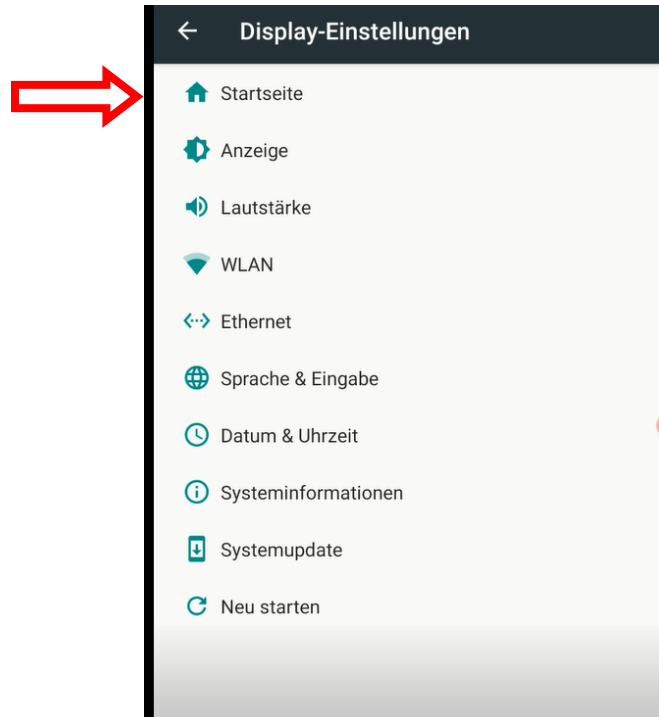 Display-Einstellungen
Startseite
Anzeige
Lautstärke
WLAN
Ethernet
Sprache & Eingabe
Datum & Uhrzeit
Systeminformationen
Systemupdate
Neu starten